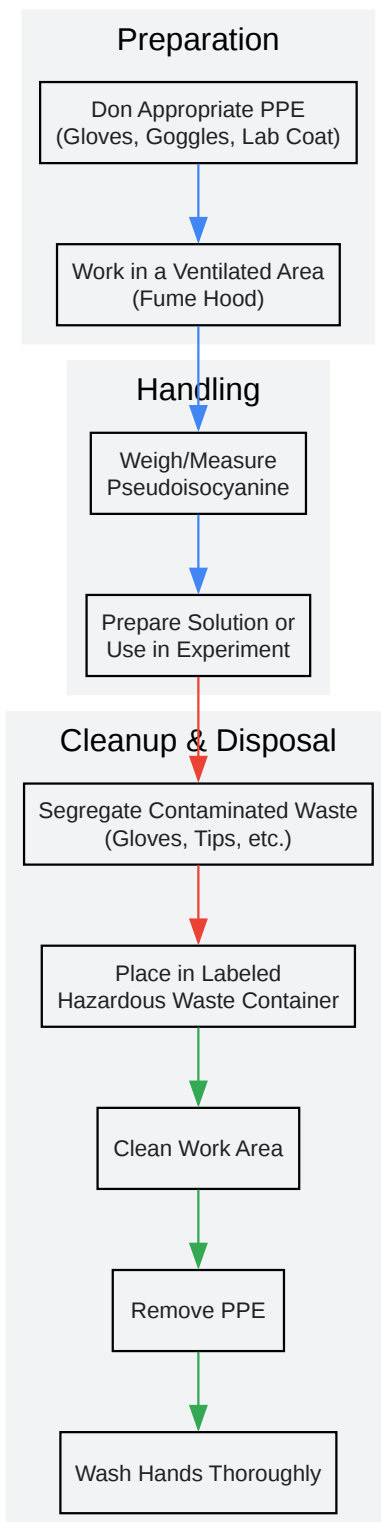 Preparation
Don Appropriate PPE
(Gloves, Goggles, Lab Coat)
Work in a Ventilated Area
(Fume Hood)
Handling
Weigh/Measure
Pseudoisocyanine
Prepare Solution or
Use in Experiment
Cleanup & Disposal
Segregate Contaminated Waste
(Gloves, Tips, etc.)
Place in Labeled
Hazardous Waste Container
Clean Work Area
Remove PPE
Wash Hands Thoroughly